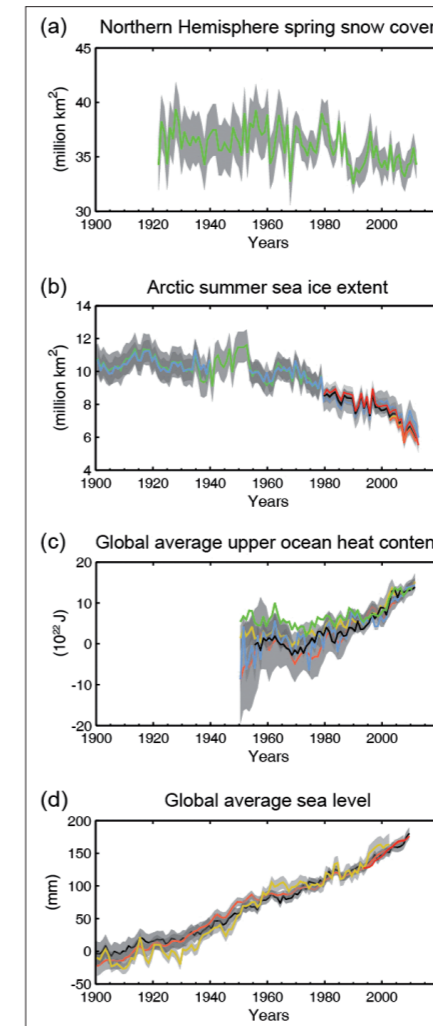 (a) Northern Hemisphere spring snow cover
45
40
35
30
(million km²)
1900 1920 1940 1960 1980 2000
Years
(b) Arctic summer sea ice extent
14
12
10
8
6
4
(million km²)
1900 1920 1940 1960 1980 2000
Years
(c) Global average upper ocean heat conten
20
10
0
-10
-20
(10²² J)
1900 1920 1940 1960 1980 2000
Years
(d) Global average sea level
200
150
100
50
0
-50
(mm)
1900 1920 1940 1960 1980 2000
Years